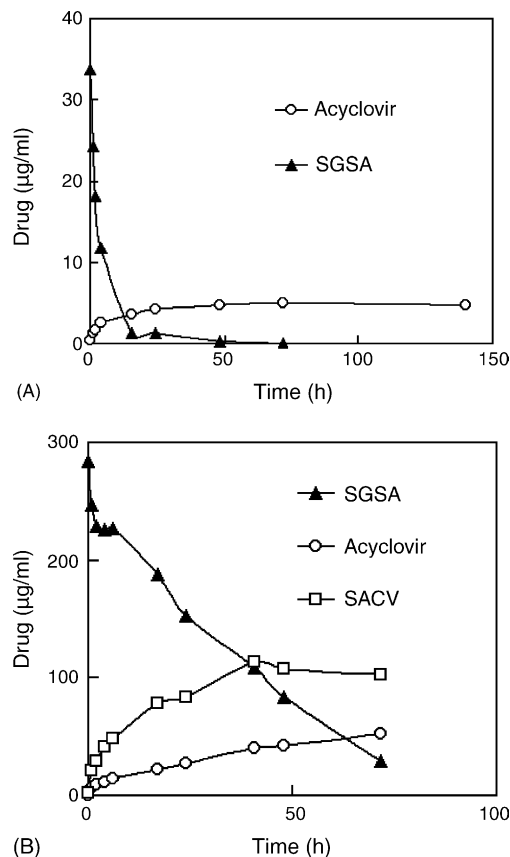 40
30
20
10
0
Drug (µg/ml)
Acyclovir
SGSA
0
50
100
150
(A)
Time (h)
300
200
100
0
Drug (µg/ml)
SGSA
Acyclovir
SACV
0
50
100
(B)
Time (h)